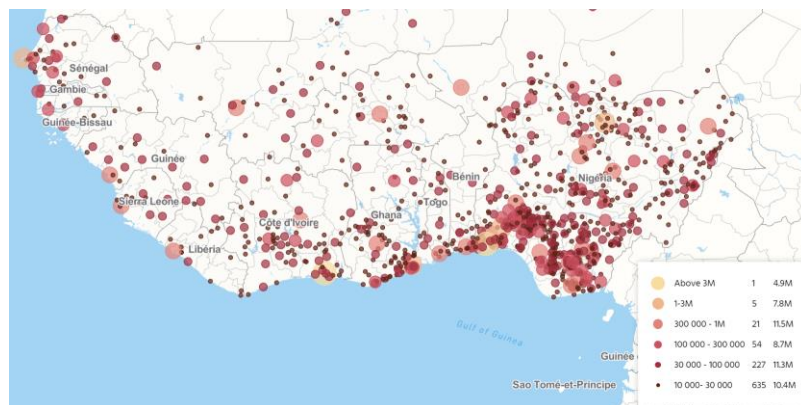 Sénégal
Gambie
Guinée-Bissau
Guinée
Sierra Leone
Libéria
Côte d'Ivoire
Ghana
Togo
Bénin
Nigéria
Gulf of Guinea
Sao Tomé-et-Principe
Guinée
Above 3M 1 4.9M
1-3M 5 7.8M
300 000 - 1M 21 11.5M
100 000 - 300 000 54 8.7M
30 000 - 100 000 227 11.3M
10 000- 30 000 635 10.4M